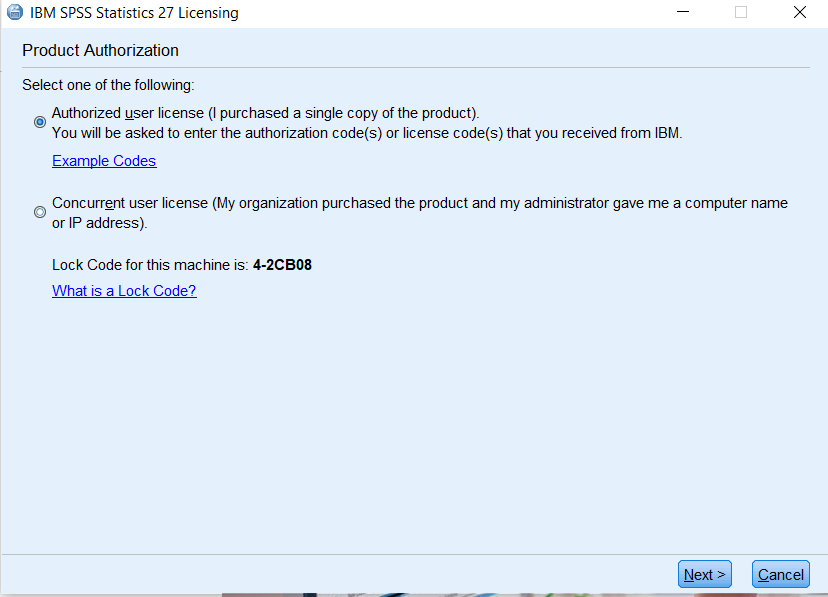 IBM SPSS Statistics 27 Licensing
Product Authorization
Select one of the following:
Authorized user license (I purchased a single copy of the product).
You will be asked to enter the authorization code(s) or license code(s) that you received from IBM.
Example Codes
Concurrent user license (My organization purchased the product and my administrator gave me a computer name
or IP address).
Lock Code for this machine is: 4-2CB08
What is a Lock Code?
Next >
Cancel